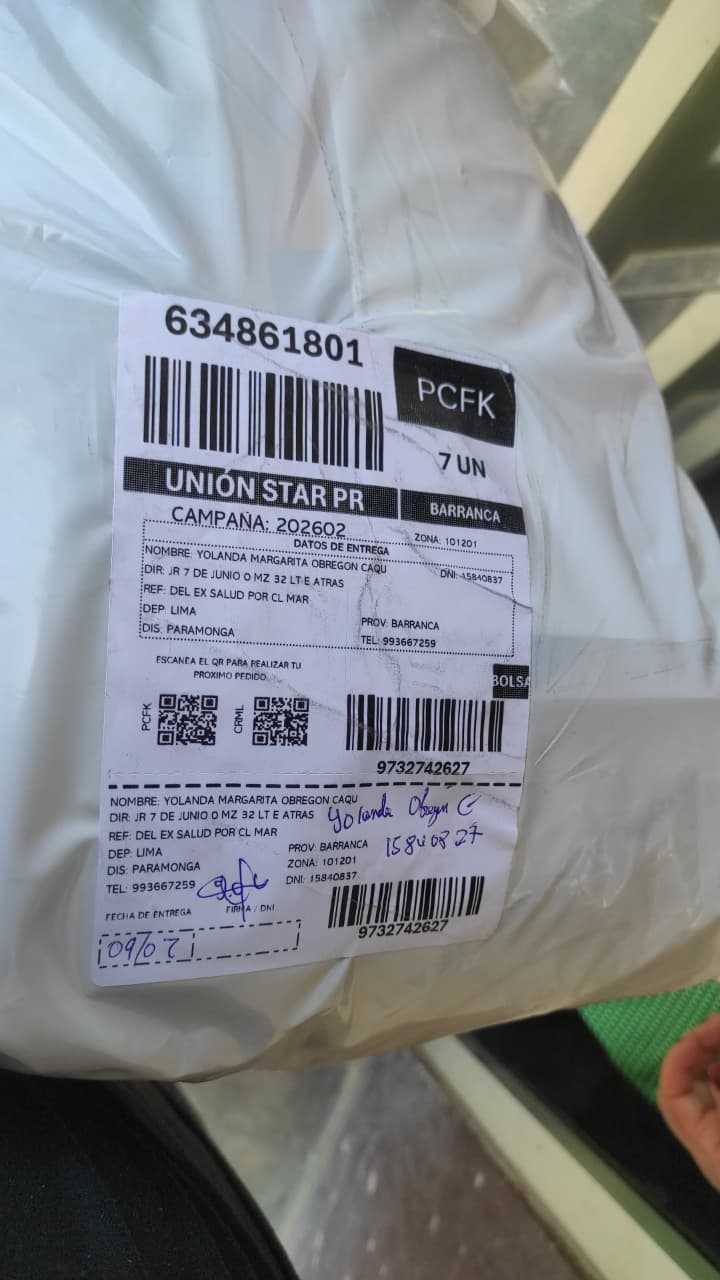 634861801
PCFK
7 UN
UNIÓN STAR PR
BARRANCA
CAMPAÑA: 202602
ZONA: 101201
DATOS DE ENTREGA
NOMBRE: YOLANDA MARGARITA OBREGON CAQU
DNI: 15840837
DIR: JR 7 DE JUNIO 0 MZ 32 LT E ATRAS
REF: DEL EX SALUD POR CL MAR
DEP: LIMA
PROV: BARRANCA
DIS: PARAMONGA
TEL: 993667259
ESCANEA EL QR PARA REALIZAR TU
PROXIMO PEDIDO
BOLSA
PCFK
CRML
9732742627
NOMBRE: YOLANDA MARGARITA OBREGON CAQU
DIR: JR 7 DE JUNIO 0 MZ 32 LT E ATRAS
Yolanda Obregon C
REF: DEL EX SALUD POR CL MAR
DEP: LIMA
PROV: BARRANCA
15840827
DIS: PARAMONGA
ZONA: 101201
TEL: 993667259
DNI: 15840837
FECHA DE ENTREGA
FIRMA / DNI
09/02
9732742627